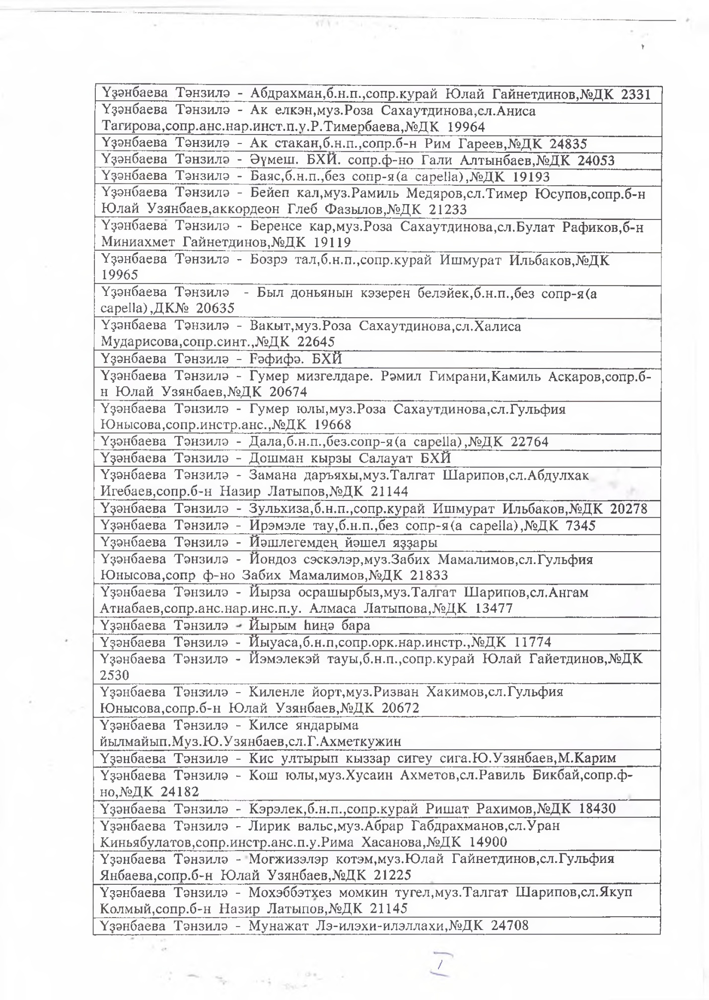 Үҙәнбаева Тәнзилә - Абдрахман,б.н.п.,сопр.курай Юлай Гайнетдинов,№ДК 2331
Үҙәнбаева Тәнзилә - Ак елкэн,муз.Роза Сахаутдинова,сл.Аниса
Тагирова,сопр.анс.нар.инст.п.у.Р.Тимербаева,№ДК 19964
Үҙәнбаева Тәнзилә - Ак стакан,б.н.п.,сопр.б-н Рим Гареев,№ДК 24835
Үҙәнбаева Тәнзилә - Әүмеш. БХЙ. сопр.ф-но Гали Алтынбаев,№ДК 24053
Үҙәнбаева Тәнзилә - Баяс,б.н.п.,без сопр-я(a capella),№ДК 19193
Үҙәнбаева Тәнзилә - Бейеп кал,муз.Рамиль Медяров,сл.Тимер Юсупов,сопр.б-н
Юлай Узянбаев,аккордеон Глеб Фазылов,№ДК 21233
Үҙәнбаева Тәнзилә - Беренсе кар,муз.Роза Сахаутдинова,сл.Булат Рафиков,б-н
Миниахмет Гайнетдинов,№ДК 19119
Үҙәнбаева Тәнзилә - Бозрэ тал,б.н.п.,сопр.курай Ишмурат Ильбаков,№ДК
19965
Үҙәнбаева Тәнзилә - Был доньянын кэзерен белэйек,б.н.п.,без сопр-я(a
capella),ДК№ 20635
Үҙәнбаева Тәнзилә - Вакыт,муз.Роза Сахаутдинова,сл.Халиса
Мударисова,сопр.синт.,№ДК 22645
Үҙәнбаева Тәнзилә - Ғәфифә. БХЙ
Үҙәнбаева Тәнзилә - Гумер мизгелдаре. Рәмил Гимрани,Камиль Аскаров,сопр.б-
н Юлай Узянбаев,№ДК 20674
Үҙәнбаева Тәнзилә - Гумер юлы,муз.Роза Сахаутдинова,сл.Гульфия
Юнысова,сопр.инстр.анс.,№ДК 19668
Үҙәнбаева Тәнзилә - Дала,б.н.п.,без.сопр-я(a capella),№ДК 22764
Үҙәнбаева Тәнзилә - Дошман кырзы Салауат БХЙ
Үҙәнбаева Тәнзилә - Замана даръяхы,муз.Талгат Шарипов,сл.Абдулхак
Игебаев,сопр.б-н Назир Латыпов,№ДК 21144
Үҙәнбаева Тәнзилә - Зульхиза,б.н.п.,сопр.курай Ишмурат Ильбаков,№ДК 20278
Үҙәнбаева Тәнзилә - Ирэмэле тау,б.н.п.,без сопр-я(a capella),№ДК 7345
Үҙәнбаева Тәнзилә - Йәшлегемдең йәшел яҙҙары
Үҙәнбаева Тәнзилә - Йондоз сэскэлэр,муз.Забих Мамалимов,сл.Гульфия
Юнысова,сопр ф-но Забих Мамалимов,№ДК 21833
Үҙәнбаева Тәнзилә - Йырза осрашырбыз,муз.Талгат Шарипов,сл.Ангам
Атнабаев,сопр.анс.нар.инс.п.у. Алмаса Латыпова,№ДК 13477
Үҙәнбаева Тәнзилә - Йырым һиңә бара
Үҙәнбаева Тәнзилә - Йыуаса,б.н.п,сопр.орк.нар.инстр.,№ДК 11774
Үҙәнбаева Тәнзилә - Йэмэлекэй тауы,б.н.п.,сопр.курай Юлай Гайетдинов,№ДК
2530
Үҙәнбаева Тәнзилә - Киленле йорт,муз.Ризван Хакимов,сл.Гульфия
Юнысова,сопр.б-н Юлай Узянбаев,№ДК 20672
Үҙәнбаева Тәнзилә - Килсе яндарыма
йылмайып.Муз.Ю.Узянбаев,сл.Г.Ахметкужин
Үҙәнбаева Тәнзилә - Кис ултырып кыззар сигеу сига.Ю.Узянбаев,М.Карим
Үҙәнбаева Тәнзилә - Кош юлы,муз.Хусаин Ахметов,сл.Равиль Бикбай,сопр.ф-
но,№ДК 24182
Үҙәнбаева Тәнзилә - Кэрэлек,б.н.п.,сопр.курай Ришат Рахимов,№ДК 18430
Үҙәнбаева Тәнзилә - Лирик вальс,муз.Абрар Габдрахманов,сл.Уран
Киньябулатов,сопр.инстр.анс.п.у.Рима Хасанова,№ДК 14900
Үҙәнбаева Тәнзилә - Могжизэлэр котэм,муз.Юлай Гайнетдинов,сл.Гульфия
Янбаева,сопр.б-н Юлай Узянбаев,№ДК 21225
Үҙәнбаева Тәнзилә - Мохэббэтхез момкин тугел,муз.Талгат Шарипов,сл.Якуп
Колмый,сопр.б-н Назир Латыпов,№ДК 21145
Үҙәнбаева Тәнзилә - Мунажат Лэ-илэхи-илэллахи,№ДК 24708
I